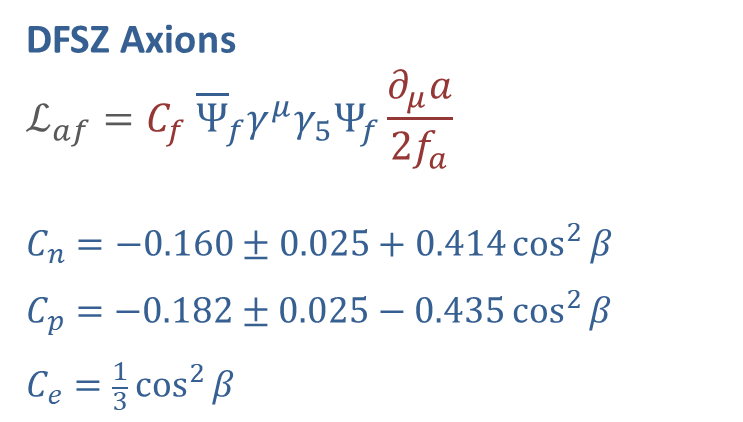 DFSZ Axions
ℒ_af = C_f Ψ̅_f γ^μ γ_5 Ψ_f ∂_μ a / 2f_a
C_n = −0.160 ± 0.025 + 0.414 cos² β
C_p = −0.182 ± 0.025 − 0.435 cos² β
C_e = 1/3 cos² β